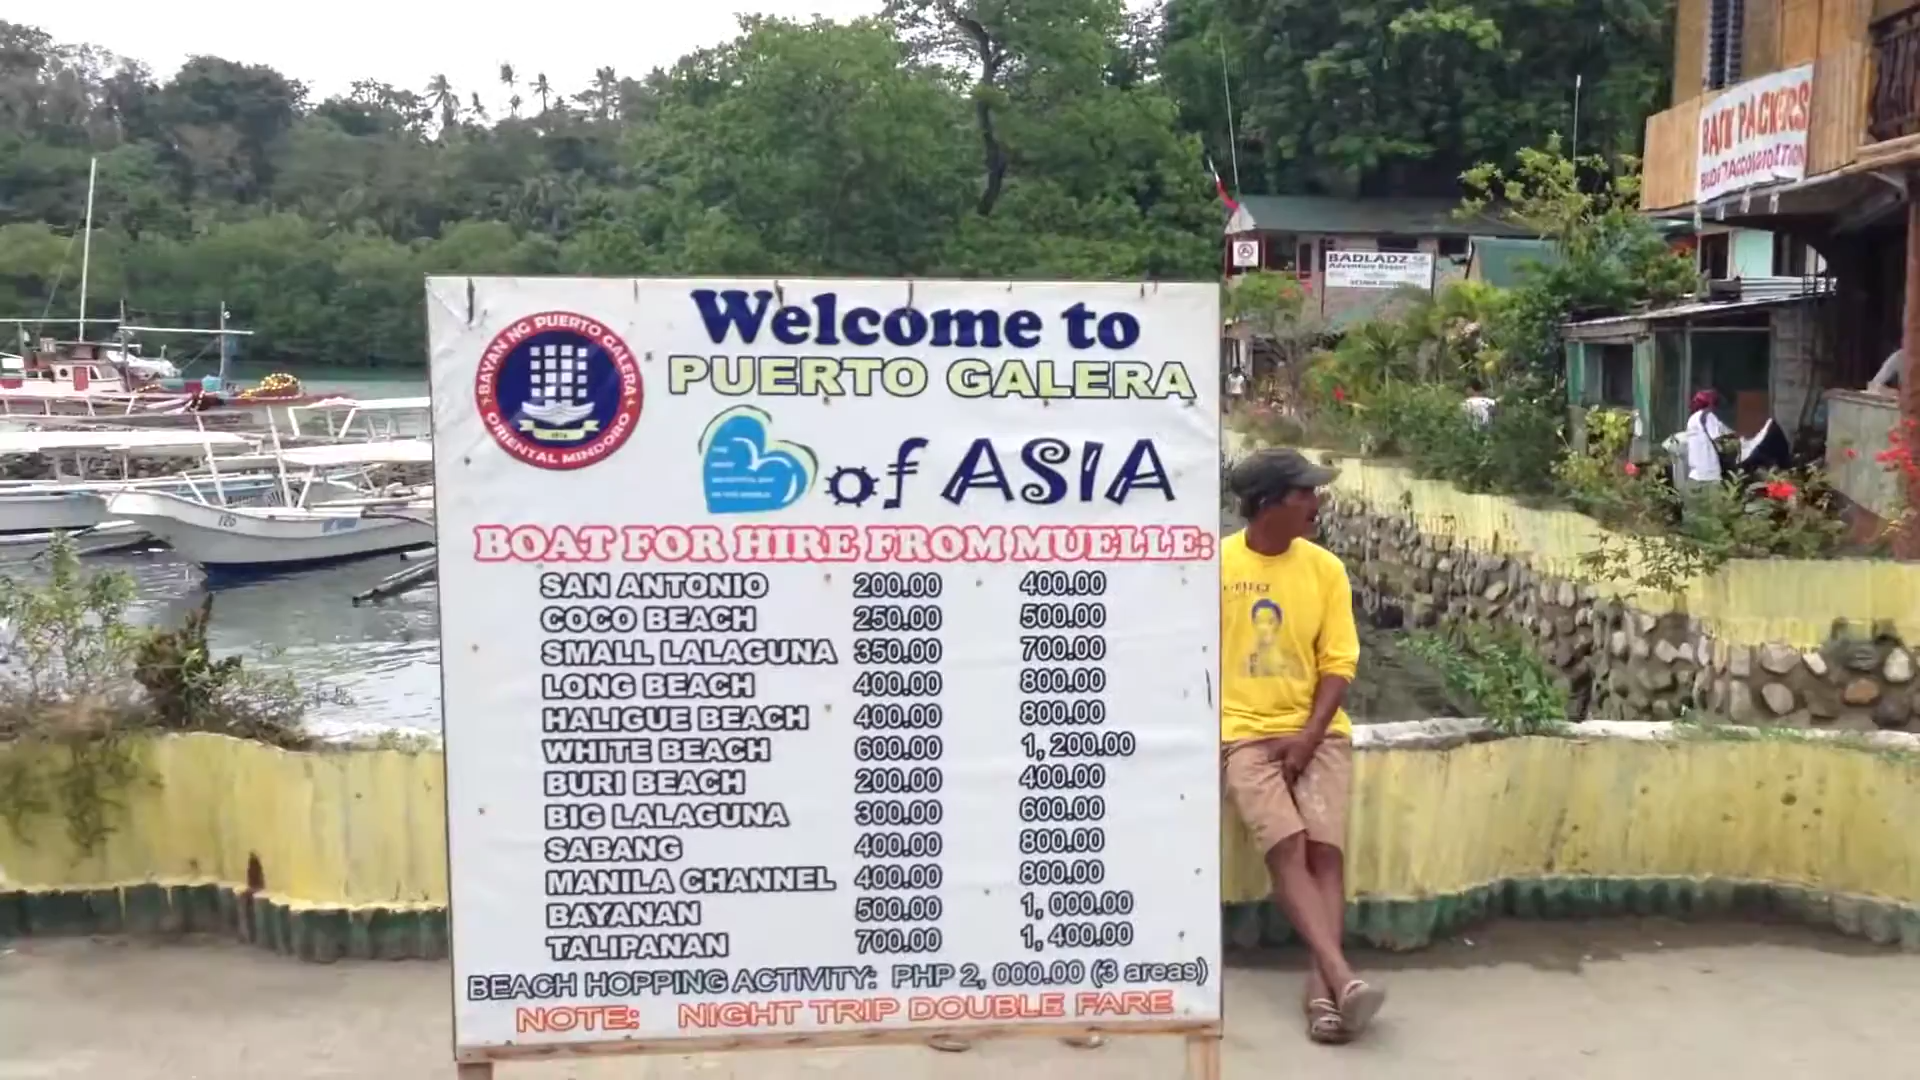 Welcome to
PUERTO GALERA
of ASIA
BAYAN NG PUERTO GALERA
ORIENTAL MINDORO
BOAT FOR HIRE FROM MUELLE:
SAN ANTONIO 200.00 400.00
COCO BEACH 250.00 500.00
SMALL LALAGUNA 350.00 700.00
LONG BEACH 400.00 800.00
HALIGUE BEACH 400.00 800.00
WHITE BEACH 600.00 1, 200.00
BURI BEACH 200.00 400.00
BIG LALAGUNA 300.00 600.00
SABANG 400.00 800.00
MANILA CHANNEL 400.00 800.00
BAYANAN 500.00 1, 000.00
TALIPANAN 700.00 1, 400.00
BEACH HOPPING ACTIVITY: PHP 2, 000.00 (3 areas)
NOTE: NIGHT TRIP DOUBLE FARE
BACK PACKERS
BADLADZ
Adventure Resort